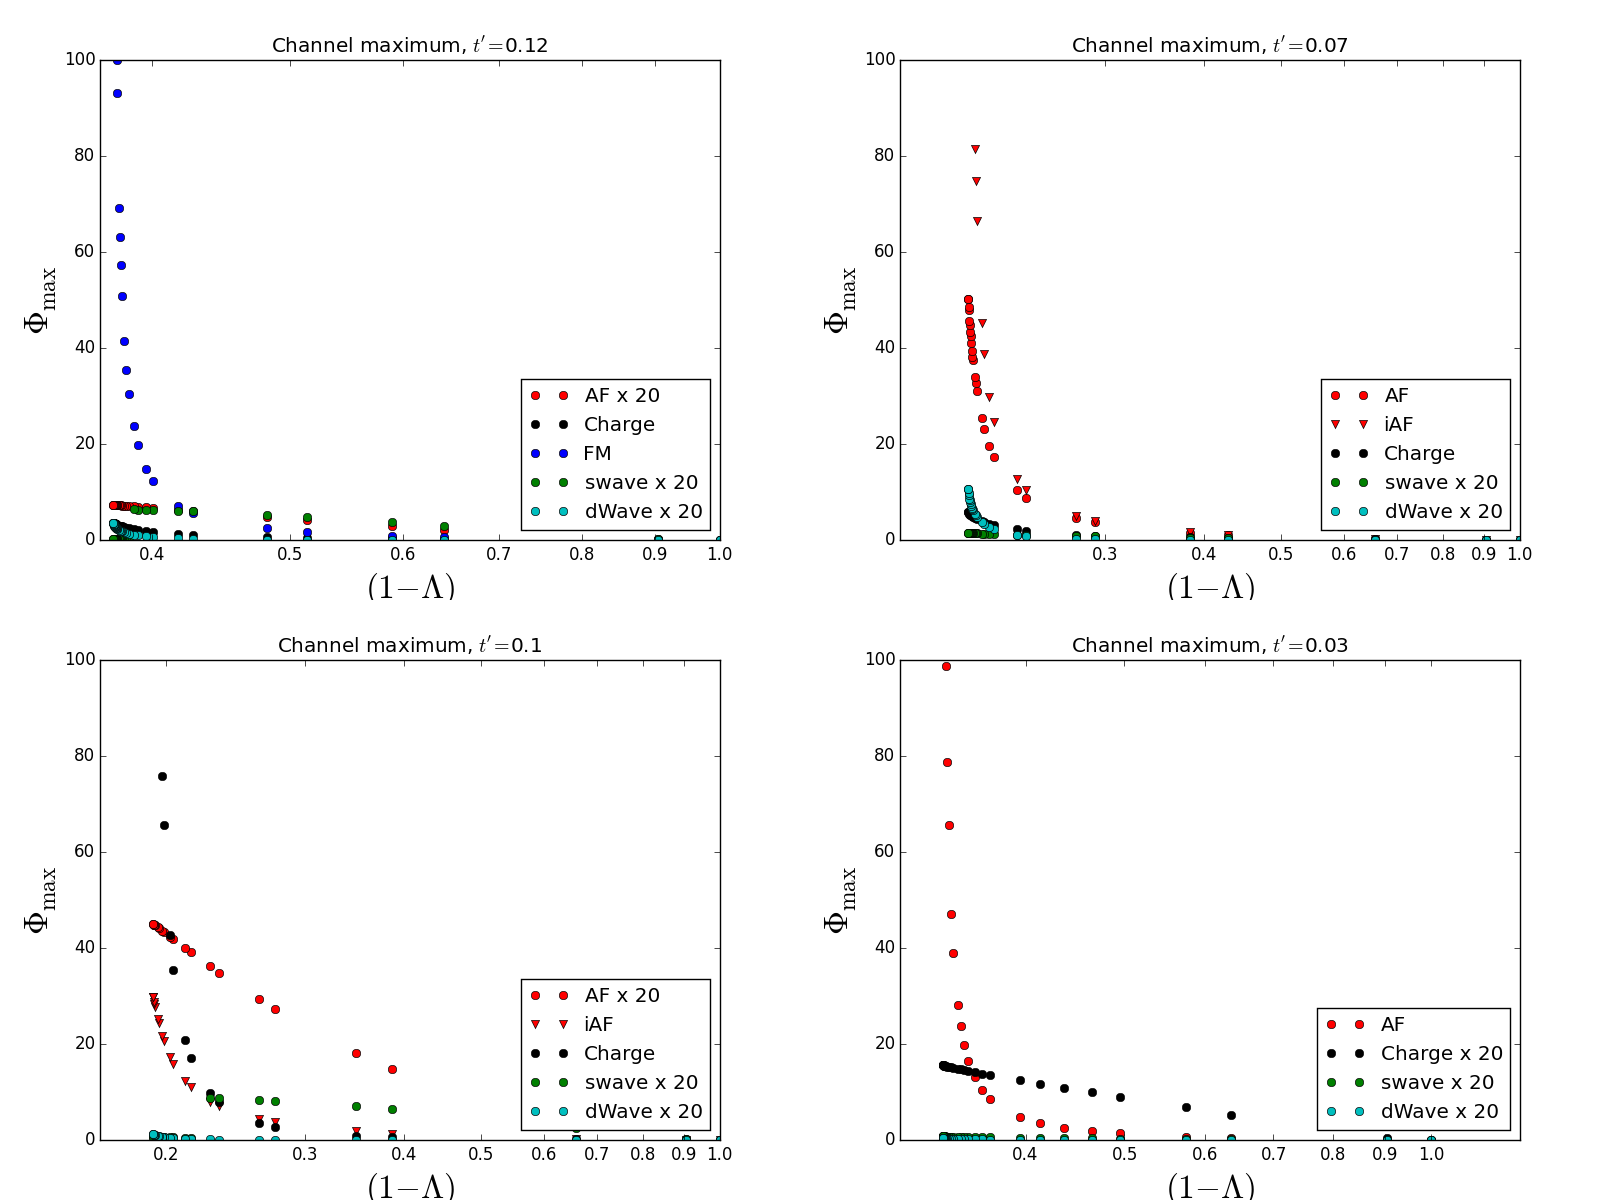 Channel maximum, t′=0.12
100
80
60
40
20
0
Φmax
0.4 0.5 0.6 0.7 0.8 0.9 1.0
(1−Λ)
AF x 20
Charge
FM
swave x 20
dWave x 20
Channel maximum, t′=0.07
100
80
60
40
20
0
Φmax
0.3 0.4 0.5 0.6 0.7 0.8 0.9 1.0
(1−Λ)
AF
iAF
Charge
swave x 20
dWave x 20
Channel maximum, t′=0.1
100
80
60
40
20
0
Φmax
0.2 0.3 0.4 0.5 0.6 0.7 0.8 0.9 1.0
(1−Λ)
AF x 20
iAF
Charge
swave x 20
dWave x 20
Channel maximum, t′=0.03
100
80
60
40
20
0
Φmax
0.4 0.5 0.6 0.7 0.8 0.9 1.0
(1−Λ)
AF
Charge x 20
swave x 20
dWave x 20